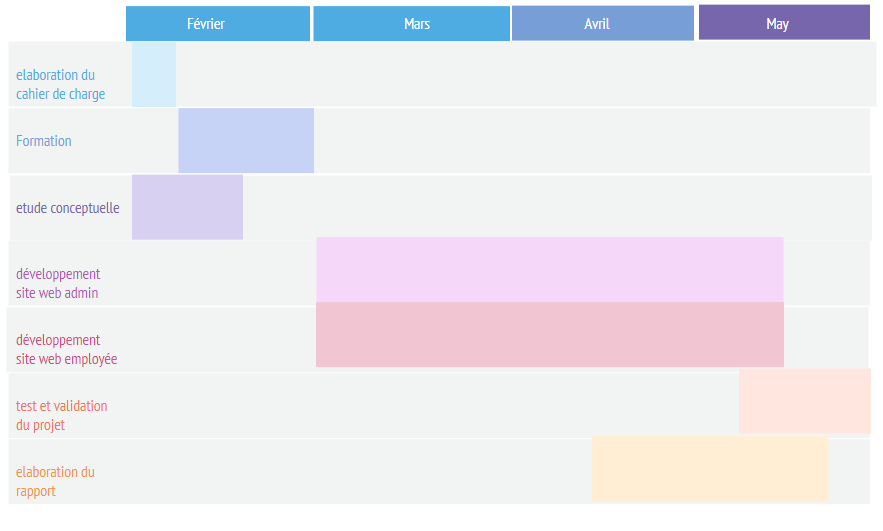 Février
Mars
Avril
May
elaboration du
cahier de charge
Formation
etude conceptuelle
développement
site web admin
développement
site web employée
test et validation
du projet
elaboration du
rapport